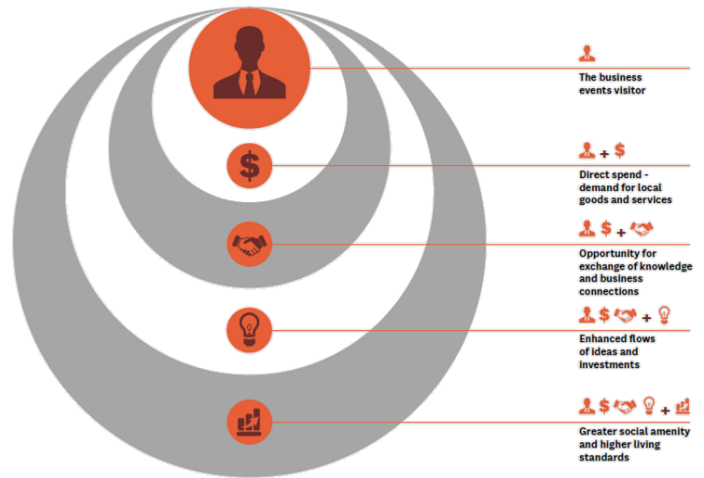 The business
events visitor
+ $
Direct spend -
demand for local
goods and services
$ +
Opportunity for
exchange of knowledge
and business
connections
$ +
Enhanced flows
of ideas and
investments
$ +
Greater social amenity
and higher living
standards
$